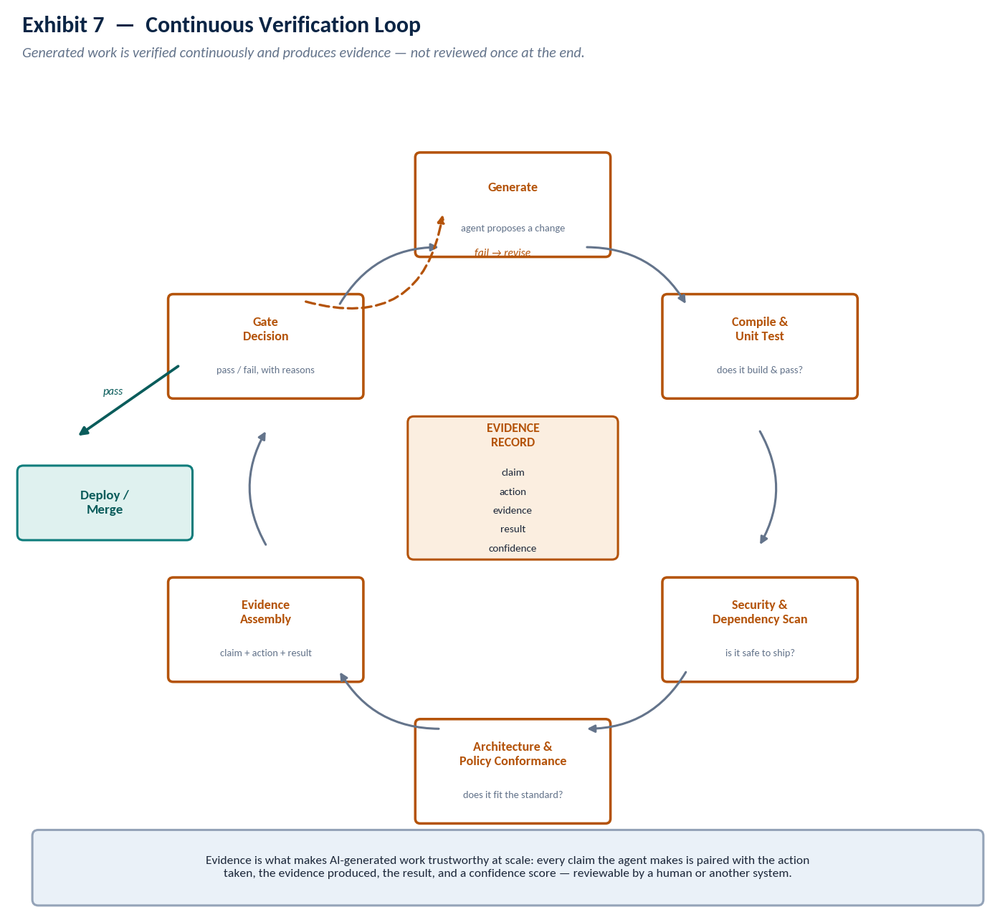 Exhibit 7 — Continuous Verification Loop
Generated work is verified continuously and produces evidence — not reviewed once at the end.
Generate
agent proposes a change
fail → revise
Gate
Decision
pass / fail, with reasons
Compile &
Unit Test
does it build & pass?
pass
Deploy /
Merge
EVIDENCE
RECORD
claim
action
evidence
result
confidence
Evidence
Assembly
claim + action + result
Security &
Dependency Scan
is it safe to ship?
Architecture &
Policy Conformance
does it fit the standard?
Evidence is what makes AI-generated work trustworthy at scale: every claim the agent makes is paired with the action
taken, the evidence produced, the result, and a confidence score — reviewable by a human or another system.